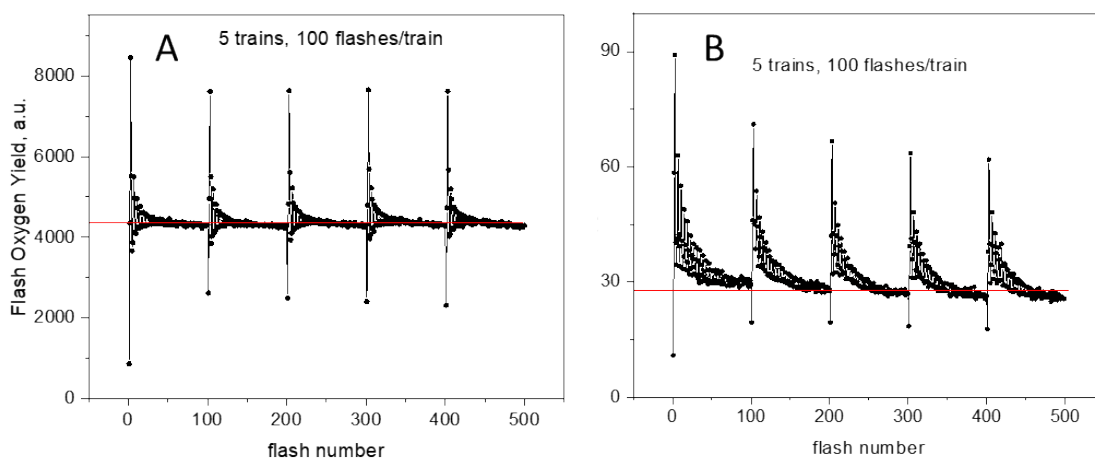 A
5 trains, 100 flashes/train
Flash Oxygen Yield, a.u.
8000
6000
4000
2000
0
0 100 200 300 400 500
flash number
B
5 trains, 100 flashes/train
90
60
30
0
0 100 200 300 400 500
flash number